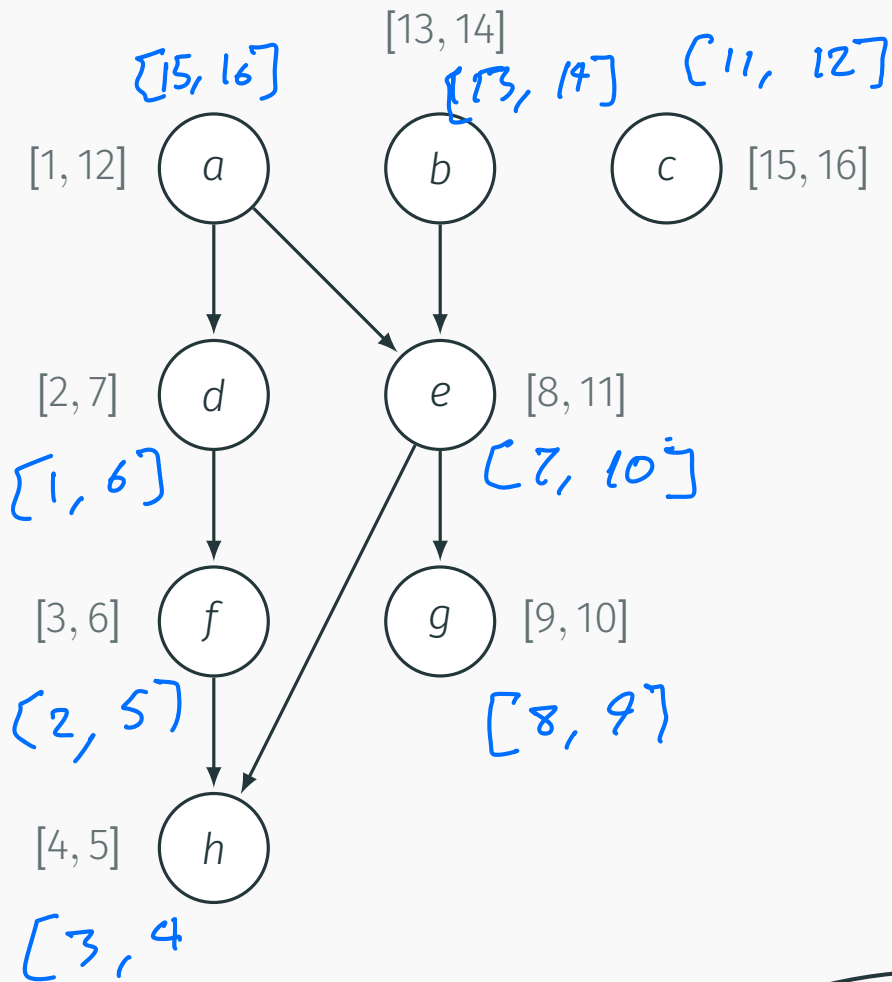 [13, 14]
[15, 16]
[13, 14]
[11, 12]
[1, 12]
a
b
c
[15, 16]
[2, 7]
d
e
[8, 11]
[1, 6]
[7, 10]
[3, 6]
f
g
[9, 10]
[2, 5]
[8, 9]
[4, 5]
h
[3, 4